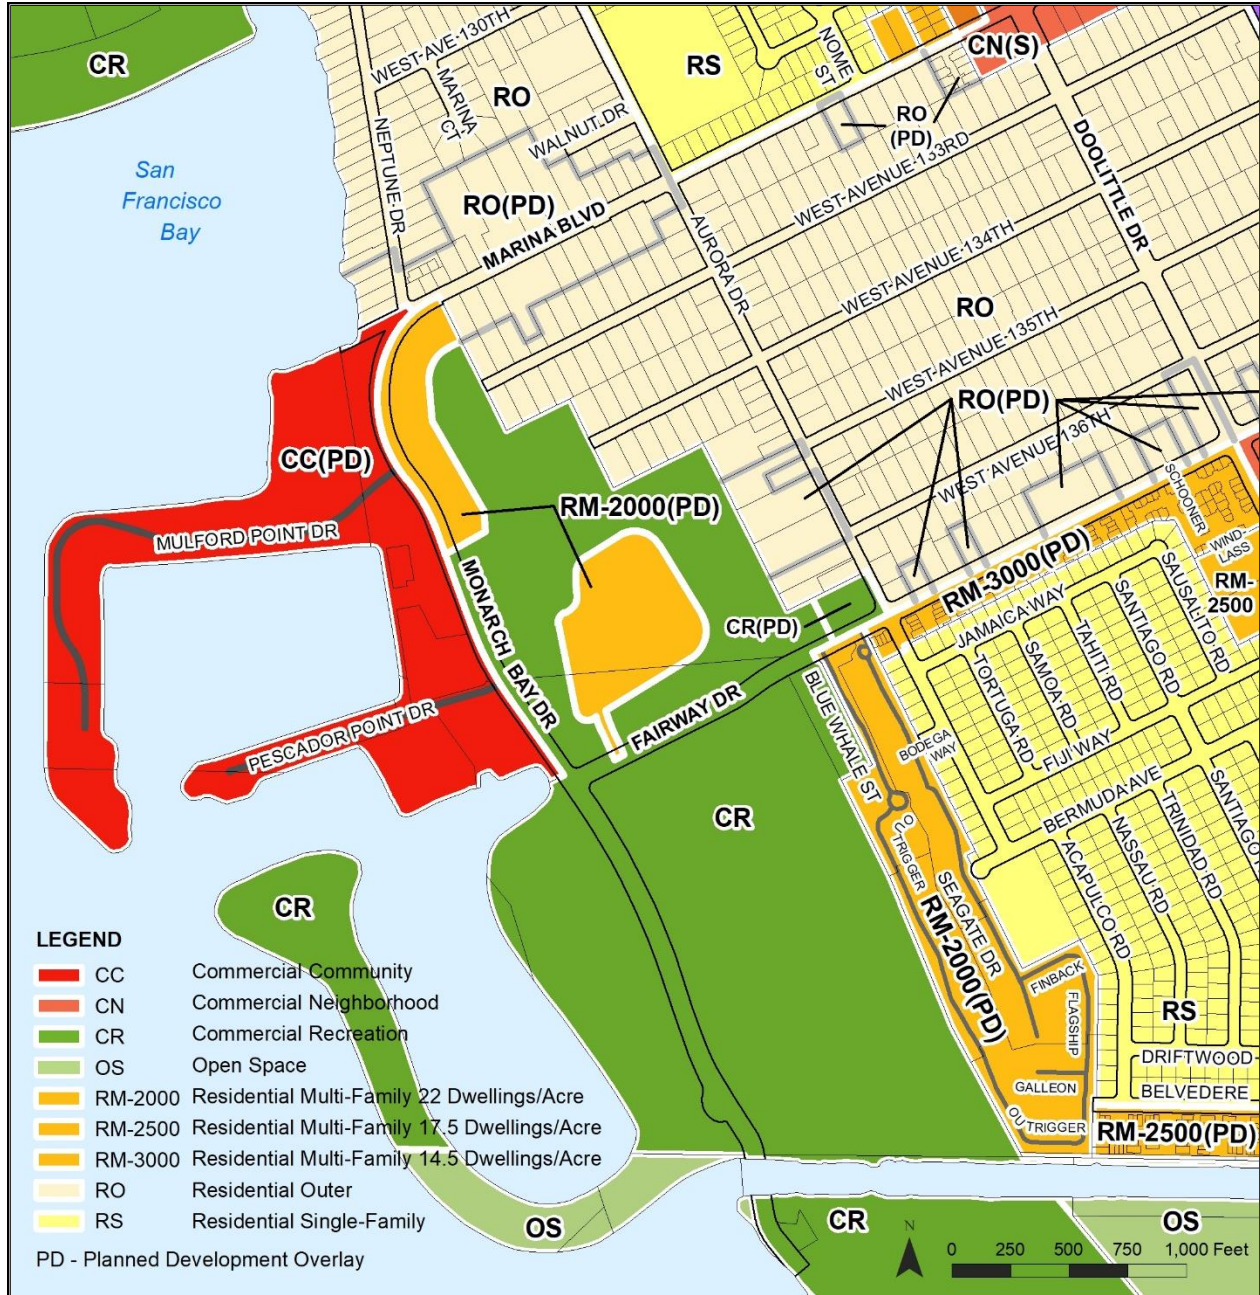 CR
WEST AVE 130TH
NOME ST
CN(S)
RS
MARINA CT
RO
RO (PD)
DOOLITTLE DR
NEPTUNE DR
WALNUT DR
San
Francisco
Bay
RO(PD)
MARINA BLVD
WEST AVENUE 133RD
AURORA DR
WEST AVENUE 134TH
RO
WEST AVENUE 135TH
RO(PD)
CC(PD)
WEST AVENUE 136TH
SCHOONER
RM-2000(PD)
MULFORD POINT DR
WIND-
LASS
MONARCH BAY DR
RM-3000(PD)
RM-
2500
CR(PD)
JAMAICA WAY
SAUSALITO RD
SANTIAGO RD
TAHITI RD
SAMOA RD
TORTUGA RD
FIJI WAY
PESCADOR POINT DR
FAIRWAY DR
BLUE WHALE ST
BODEGA WAY
BERMUDA AVE
SANTIAGO
TRINIDAD RD
NASSAU RD
ACAPULCO RD
CR
OUTRIGGER
SEAGATE DR
RM-2000(PD)
CR
FINBACK
FLAGSHIP
RS
DRIFTWOOD
GALLEON
BELVEDERE
OUTRIGGER
RM-2500(PD)
LEGEND
CC Commercial Community
CN Commercial Neighborhood
CR Commercial Recreation
OS Open Space
RM-2000 Residential Multi-Family 22 Dwellings/Acre
RM-2500 Residential Multi-Family 17.5 Dwellings/Acre
RM-3000 Residential Multi-Family 14.5 Dwellings/Acre
RO Residential Outer
RS Residential Single-Family
PD - Planned Development Overlay
OS
CR
OS
N
0 250 500 750 1,000 Feet